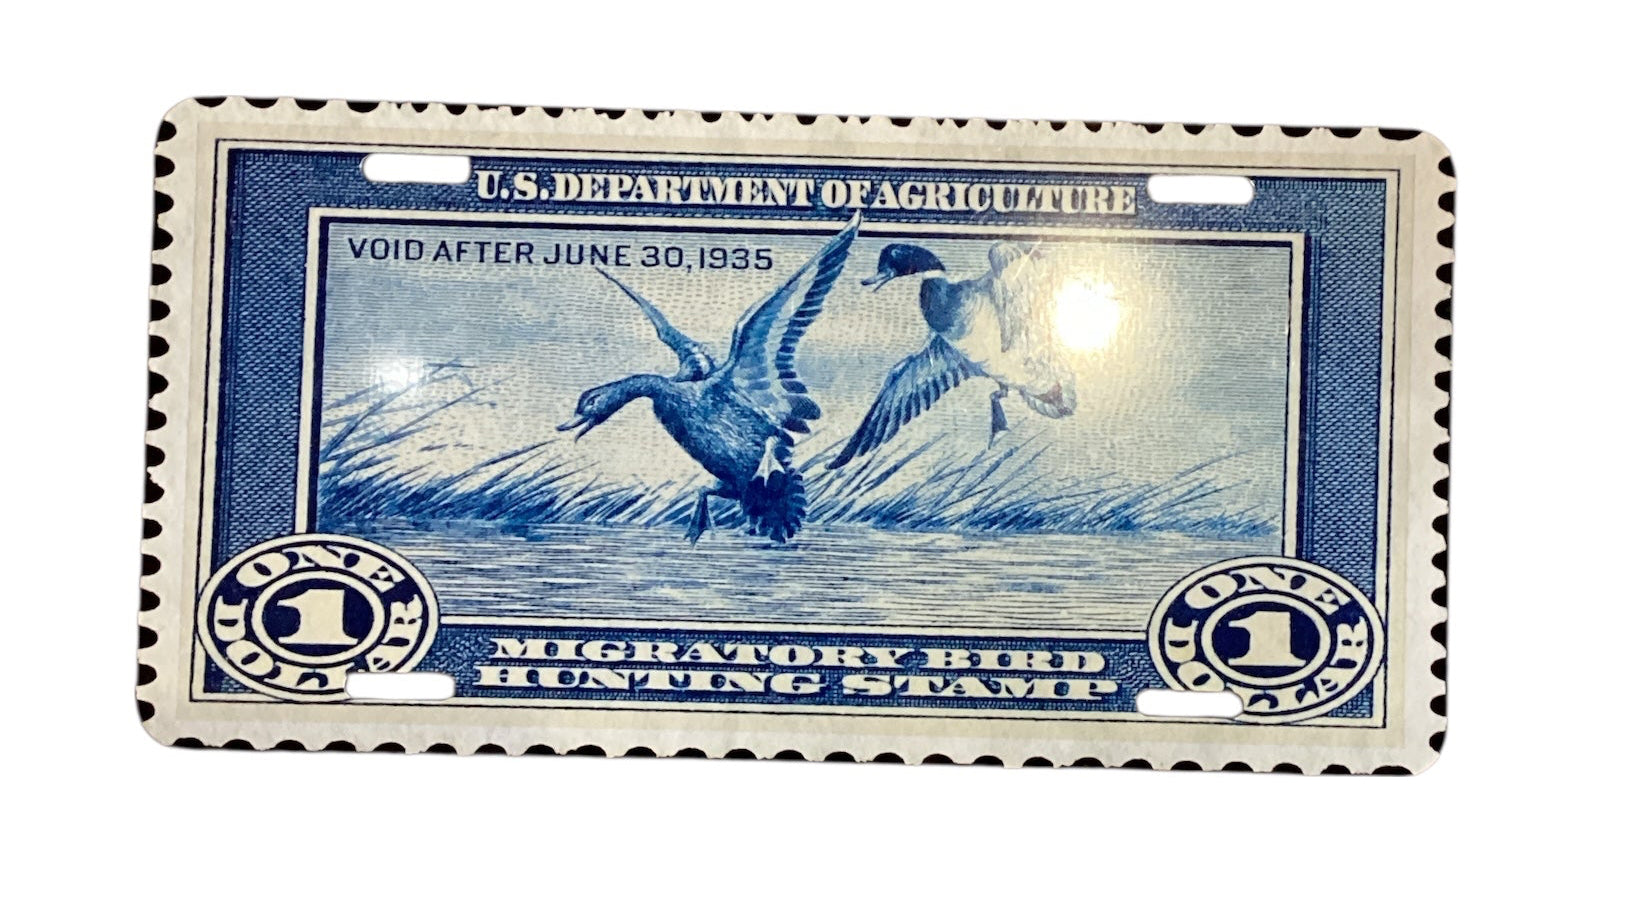 U.S. DEPARTMENT OF AGRICULTURE
VOID AFTER JUNE 30, 1935
ONE
1
DOLLAR
MIGRATORY BIRD
HUNTING STAMP
ONE
1
DOLLAR